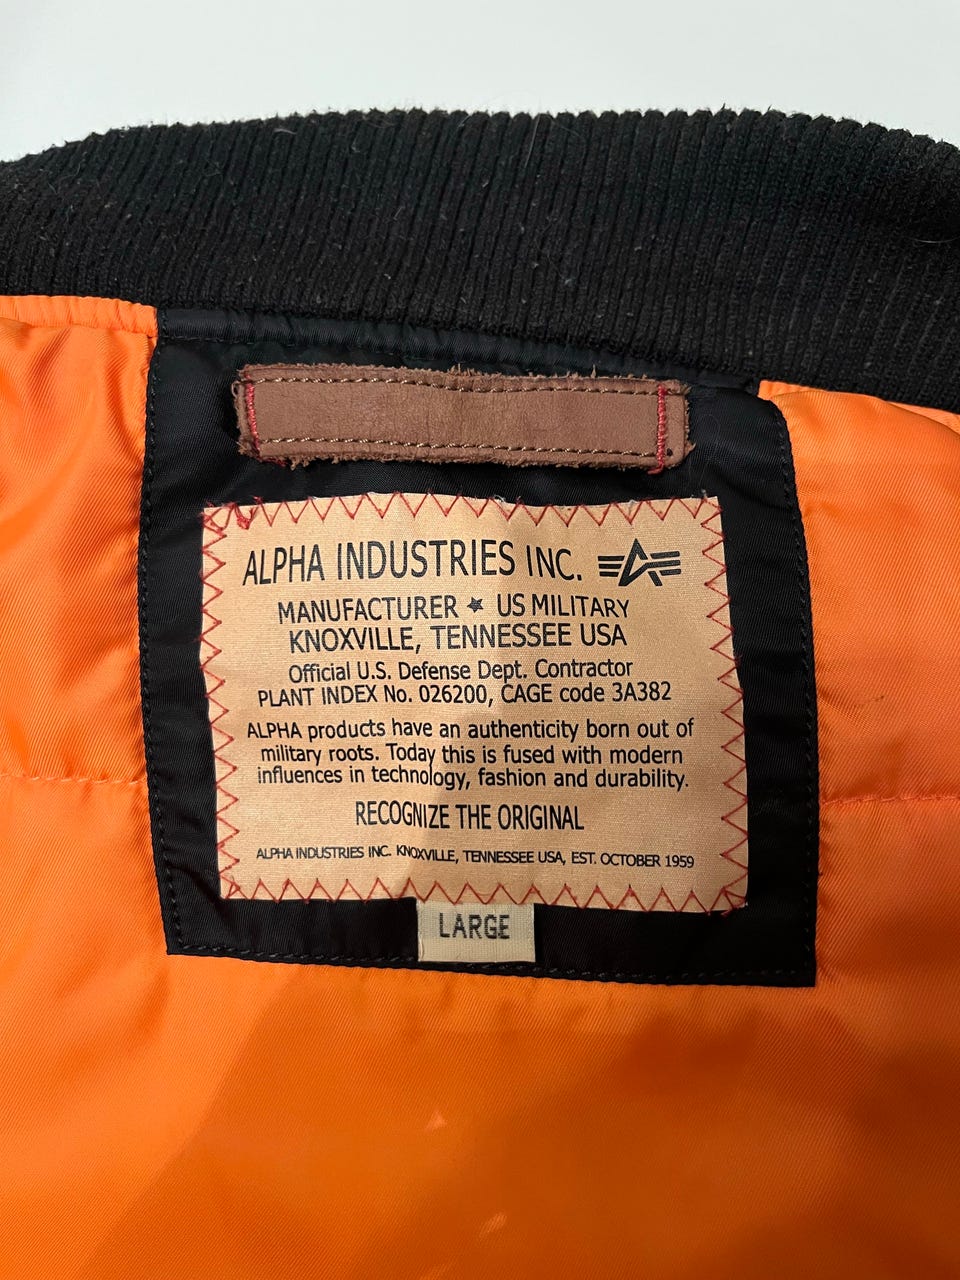 ALPHA INDUSTRIES INC.
MANUFACTURER ★ US MILITARY
KNOXVILLE, TENNESSEE USA
Official U.S. Defense Dept. Contractor
PLANT INDEX No. 026200, CAGE code 3A382
ALPHA products have an authenticity born out of
military roots. Today this is fused with modern
influences in technology, fashion and durability.
RECOGNIZE THE ORIGINAL
ALPHA INDUSTRIES INC. KNOXVILLE, TENNESSEE USA, EST. OCTOBER 1959
LARGE